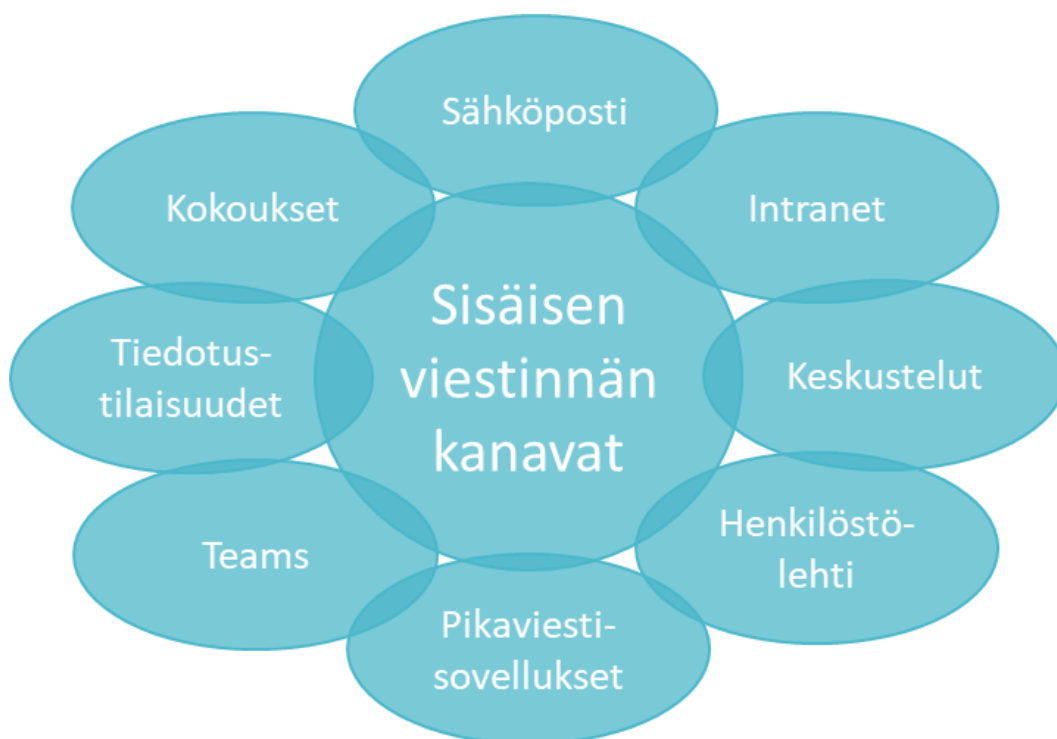 Sähköposti
Kokoukset
Intranet
Sisäisen
viestinnän
kanavat
Tiedotus-
tilaisuudet
Keskustelut
Teams
Henkilöstö-
lehti
Pikaviesti-
sovellukset